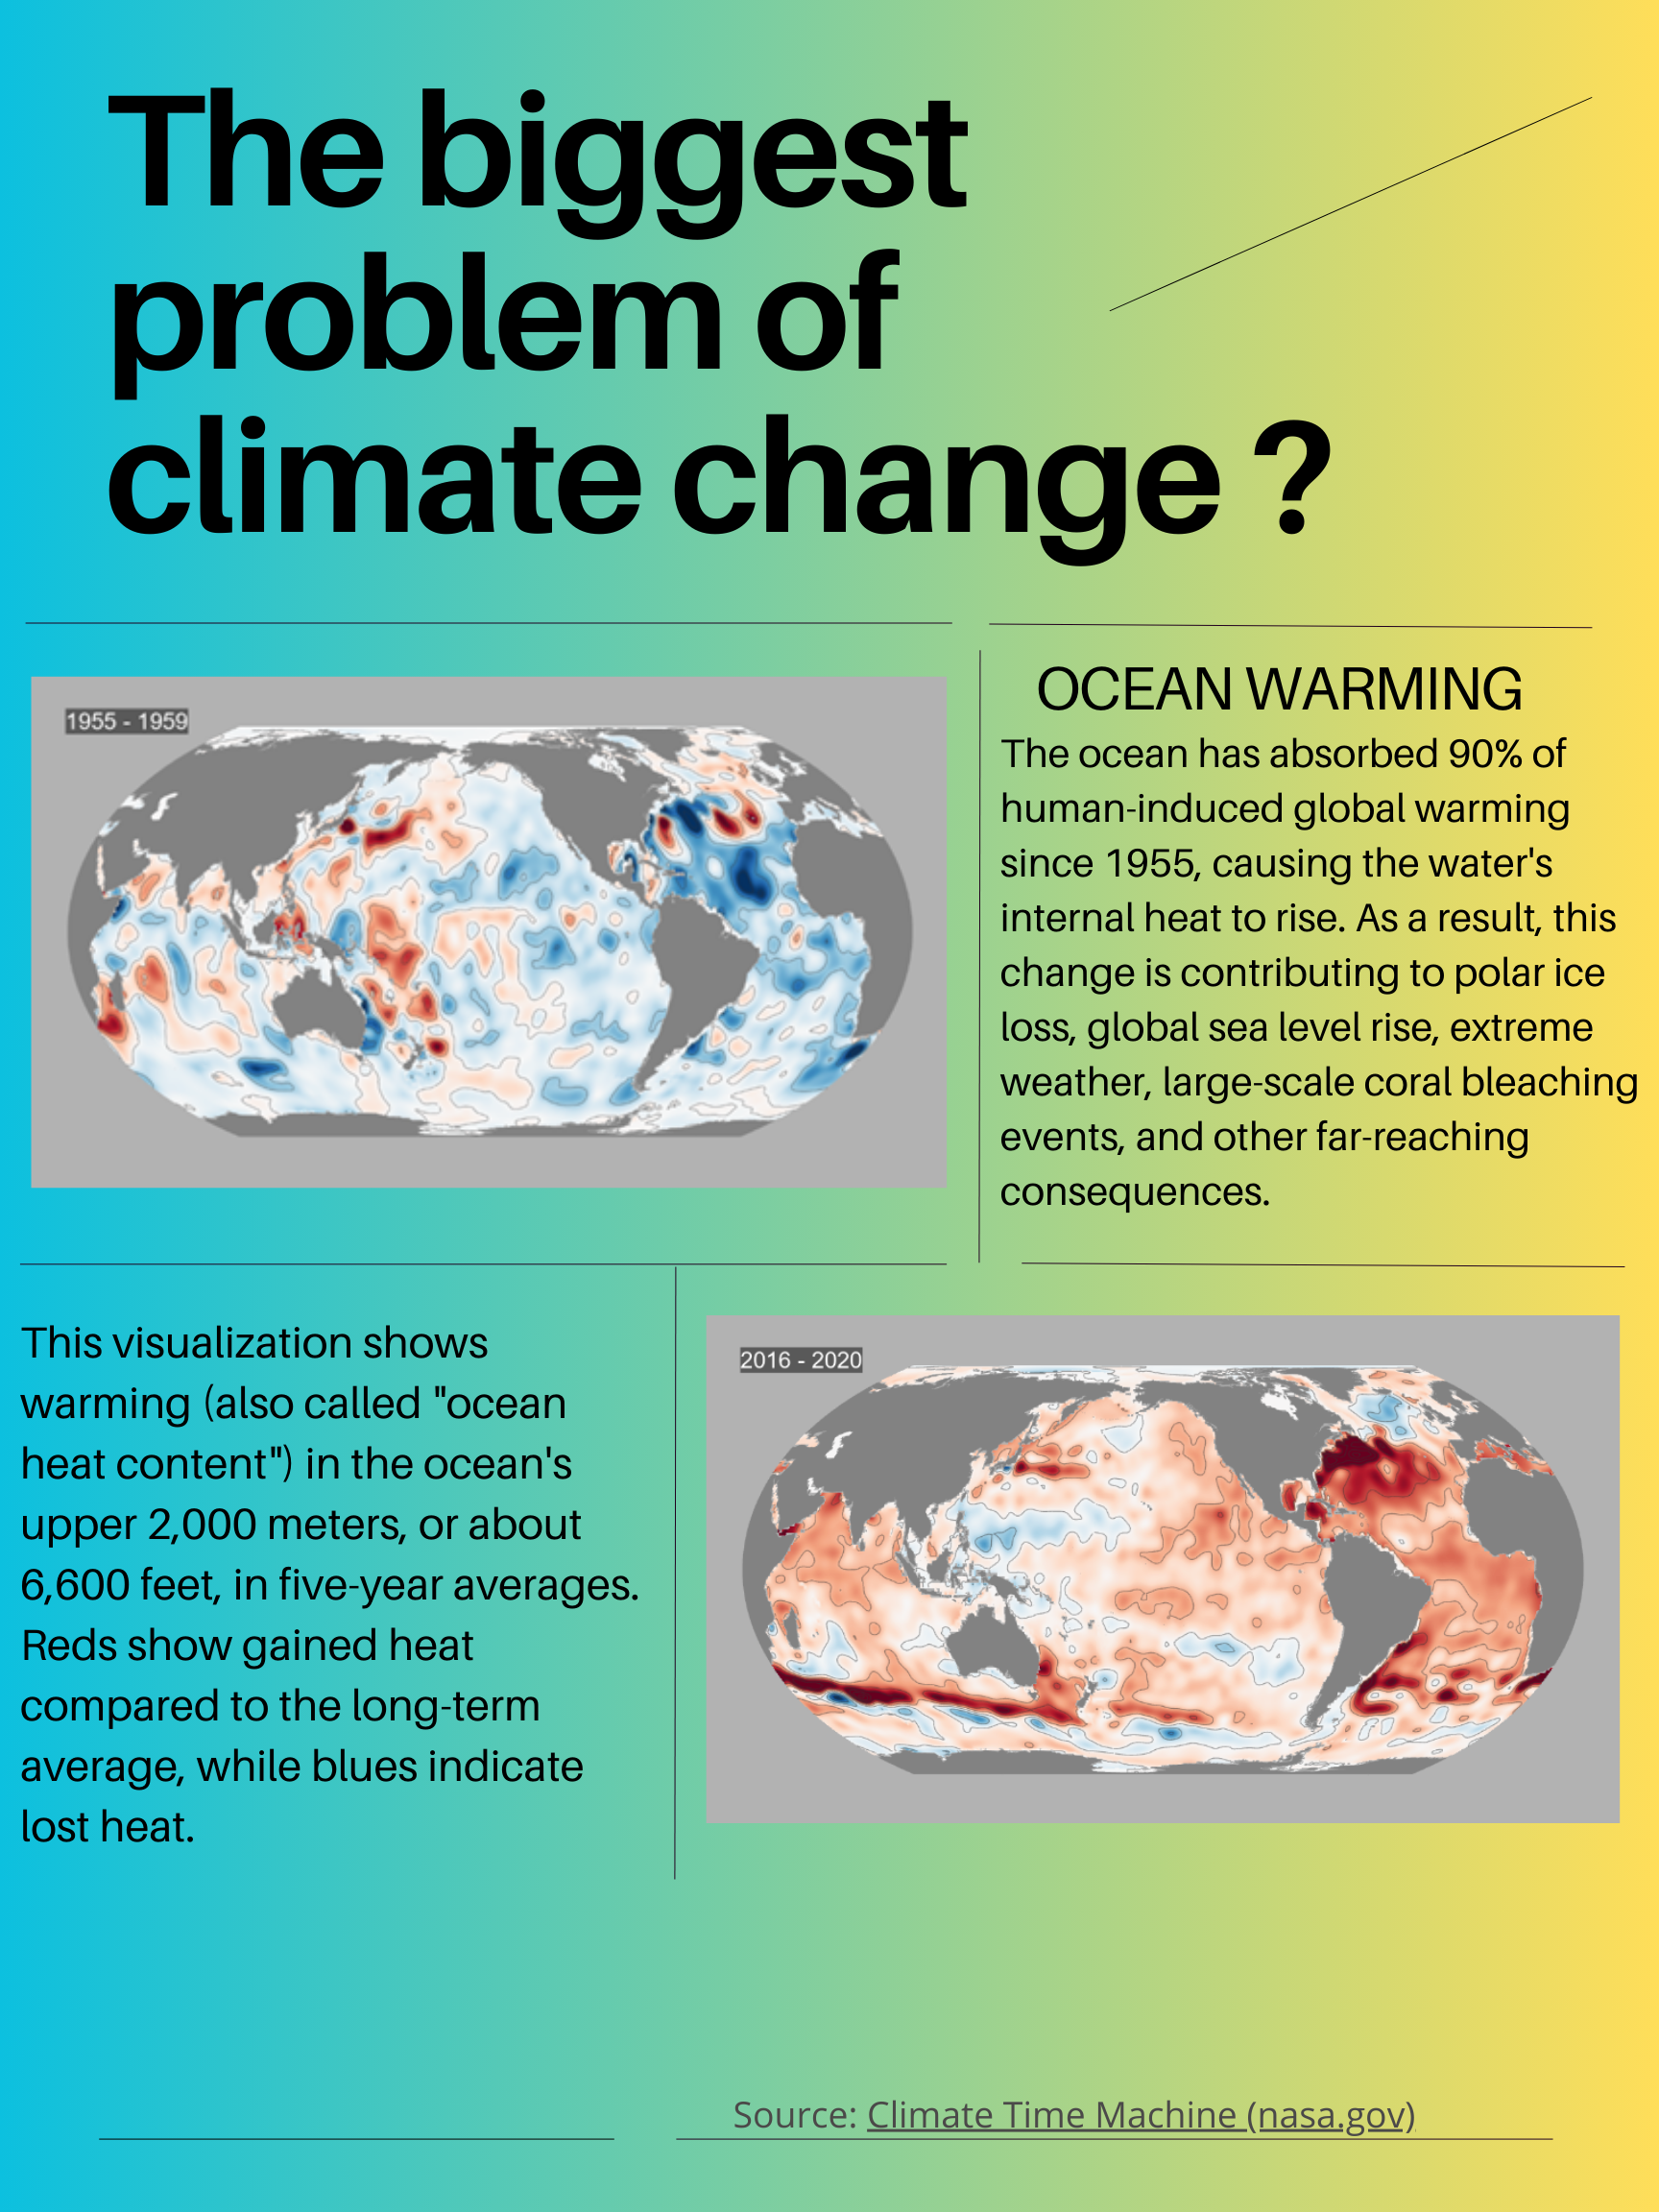 The biggest
problem of
climate change ?
1955 - 1959
OCEAN WARMING
The ocean has absorbed 90% of
human-induced global warming
since 1955, causing the water's
internal heat to rise. As a result, this
change is contributing to polar ice
loss, global sea level rise, extreme
weather, large-scale coral bleaching
events, and other far-reaching
consequences.
This visualization shows
warming (also called "ocean
heat content") in the ocean's
upper 2,000 meters, or about
6,600 feet, in five-year averages.
Reds show gained heat
compared to the long-term
average, while blues indicate
lost heat.
2016 - 2020
Source: Climate Time Machine (nasa.gov)